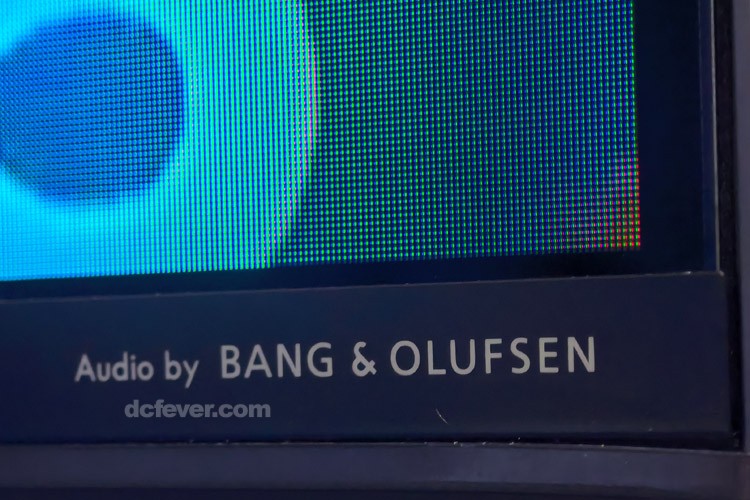 Audio by BANG & OLUFSEN
dcfever.com